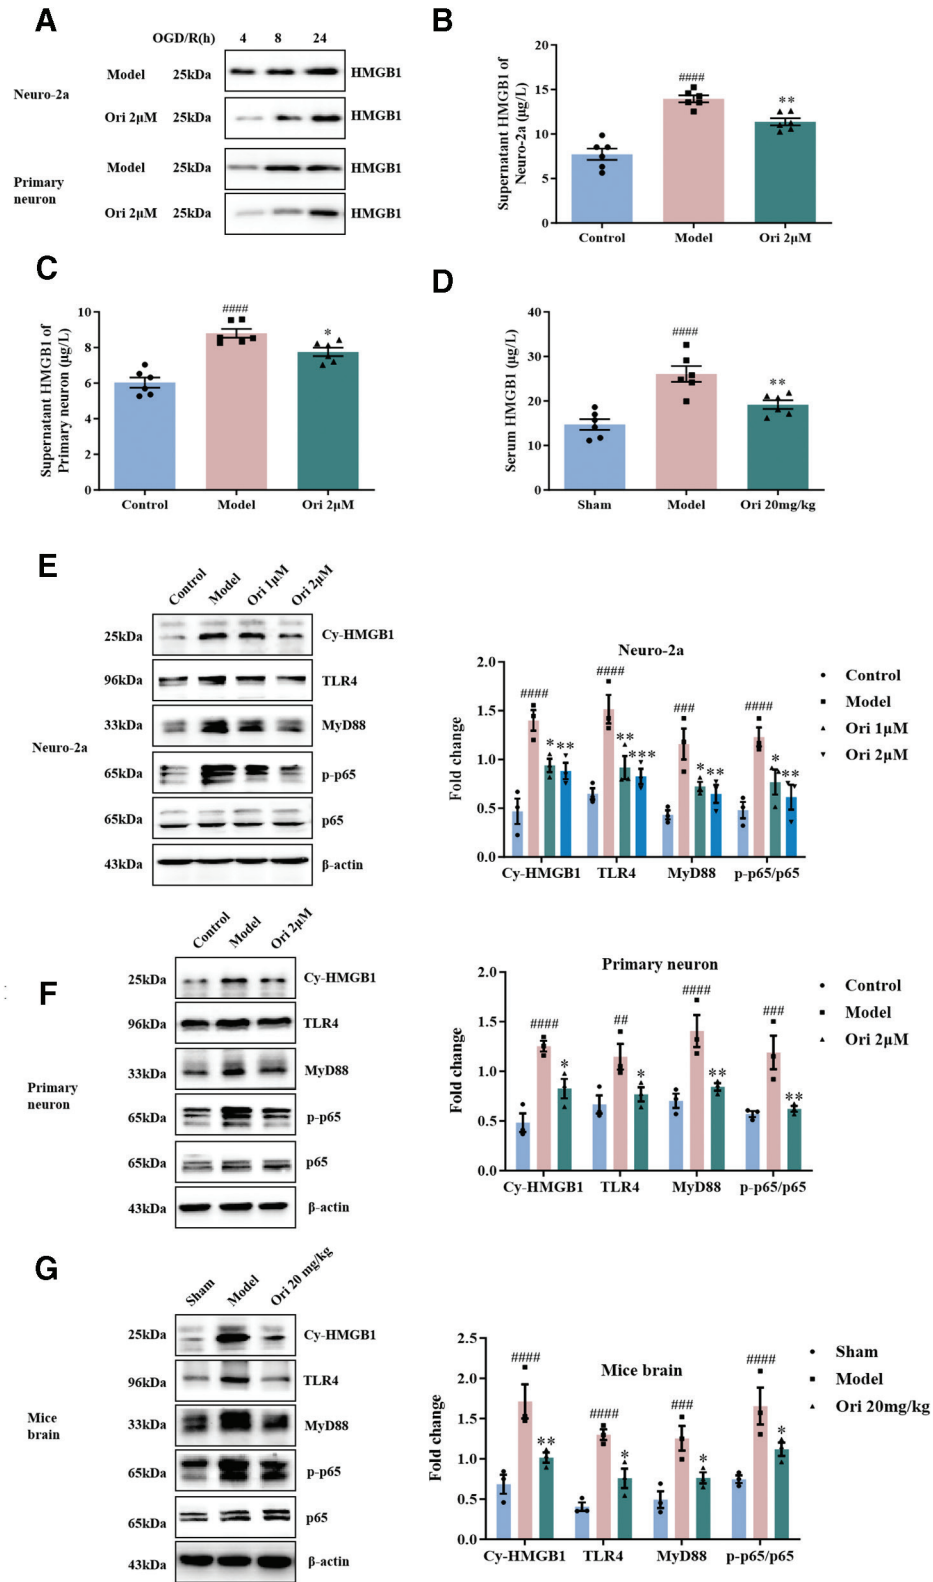 A
OGD/R(h) 4 8 24
Neuro-2a
Model 25kDa HMGB1
Ori 2μM 25kDa HMGB1
Primary
neuron
Model 25kDa HMGB1
Ori 2μM 25kDa HMGB1
B
Supernatant HMGB1 of
Neuro-2a (μg/L)
20
15
10
5
0
####
**
Control Model Ori 2μM
C
Supernatant HMGB1 of
Primary neuron (μg/L)
10
8
6
4
2
0
####
*
Control Model Ori 2μM
D
Serum HMGB1 (μg/L)
40
30
20
10
0
####
**
Sham Model Ori 20mg/kg
E
Neuro-2a
Control Model Ori 1μM Ori 2μM
25kDa Cy-HMGB1
96kDa TLR4
33kDa MyD88
65kDa p-p65
65kDa p65
43kDa β-actin
Neuro-2a
Fold change
2.0
1.5
1.0
0.5
0.0
#### * **
#### ** ***
### * **
#### * **
Cy-HMGB1 TLR4 MyD88 p-p65/p65
Control
Model
Ori 1μM
Ori 2μM
F
Primary
neuron
Control Model Ori 2μM
25kDa Cy-HMGB1
96kDa TLR4
33kDa MyD88
65kDa p-p65
65kDa p65
43kDa β-actin
Primary neuron
Fold change
2.0
1.5
1.0
0.5
0.0
#### *
## *
#### **
### **
Cy-HMGB1 TLR4 MyD88 p-p65/p65
Control
Model
Ori 2μM
G
Mice
brain
Sham Model Ori 20 mg/kg
25kDa Cy-HMGB1
96kDa TLR4
33kDa MyD88
65kDa p-p65
65kDa p65
43kDa β-actin
Mice brain
Fold change
2.5
2.0
1.5
1.0
0.5
0.0
#### **
#### *
### *
#### *
Cy-HMGB1 TLR4 MyD88 p-p65/p65
Sham
Model
Ori 20mg/kg